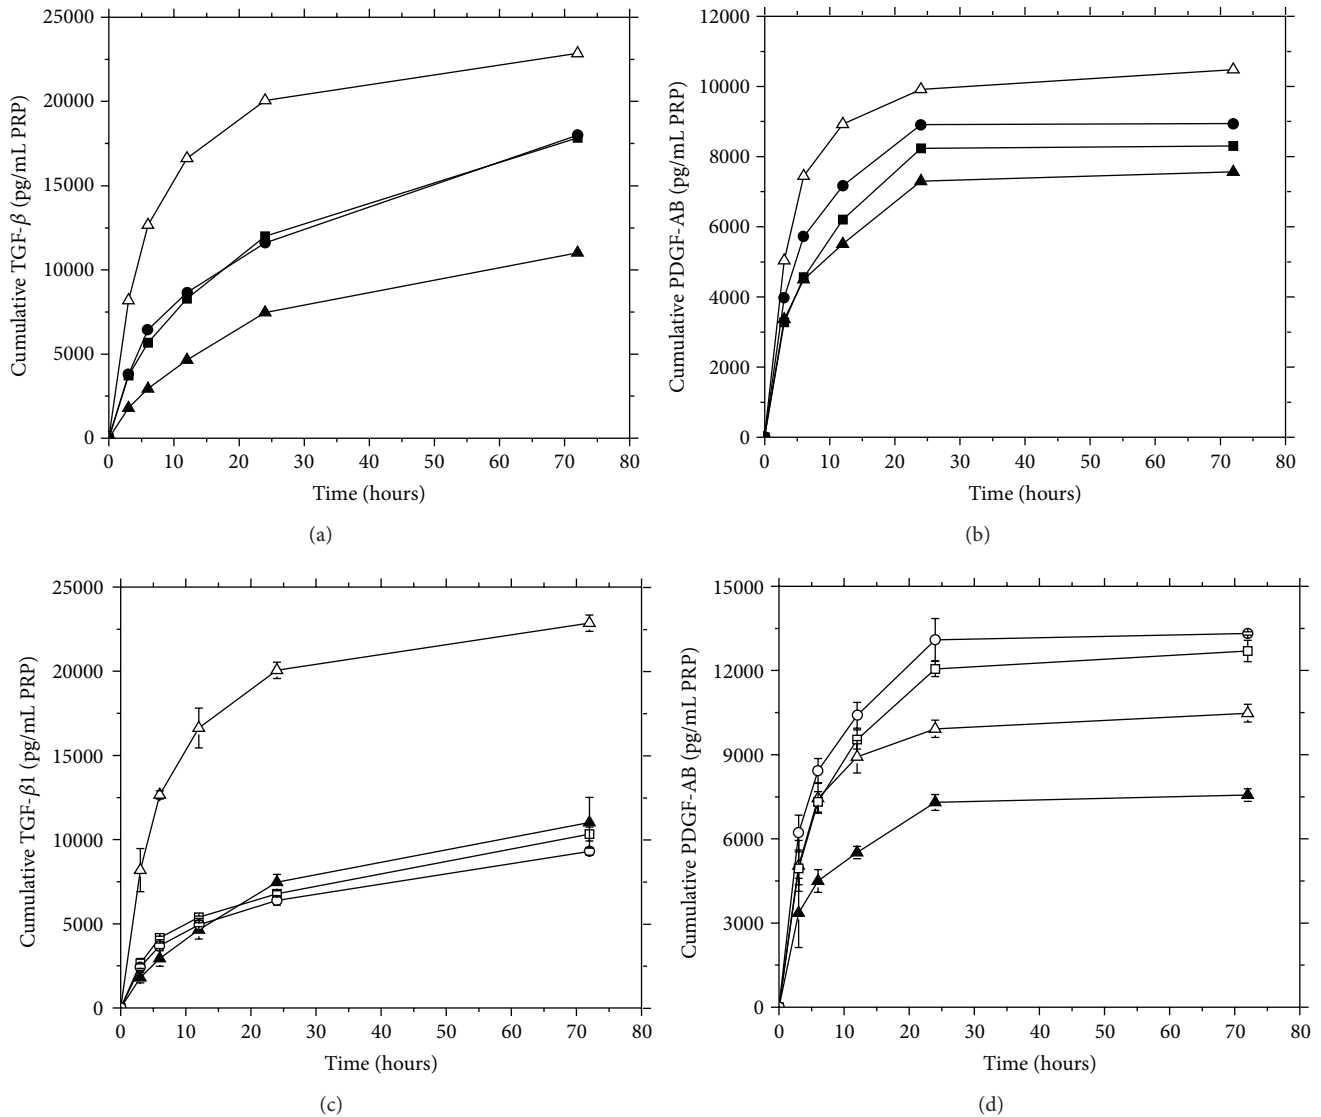 25000
20000
15000
10000
5000
0
Cumulative TGF-β (pg/mL PRP)
0 10 20 30 40 50 60 70 80
Time (hours)
(a)
12000
10000
8000
6000
4000
2000
0
Cumulative PDGF-AB (pg/mL PRP)
0 10 20 30 40 50 60 70 80
Time (hours)
(b)
25000
20000
15000
10000
5000
0
Cumulative TGF-β1 (pg/mL PRP)
0 10 20 30 40 50 60 70 80
Time (hours)
(c)
15000
12000
9000
6000
3000
0
Cumulative PDGF-AB (pg/mL PRP)
0 10 20 30 40 50 60 70 80
Time (hours)
(d)